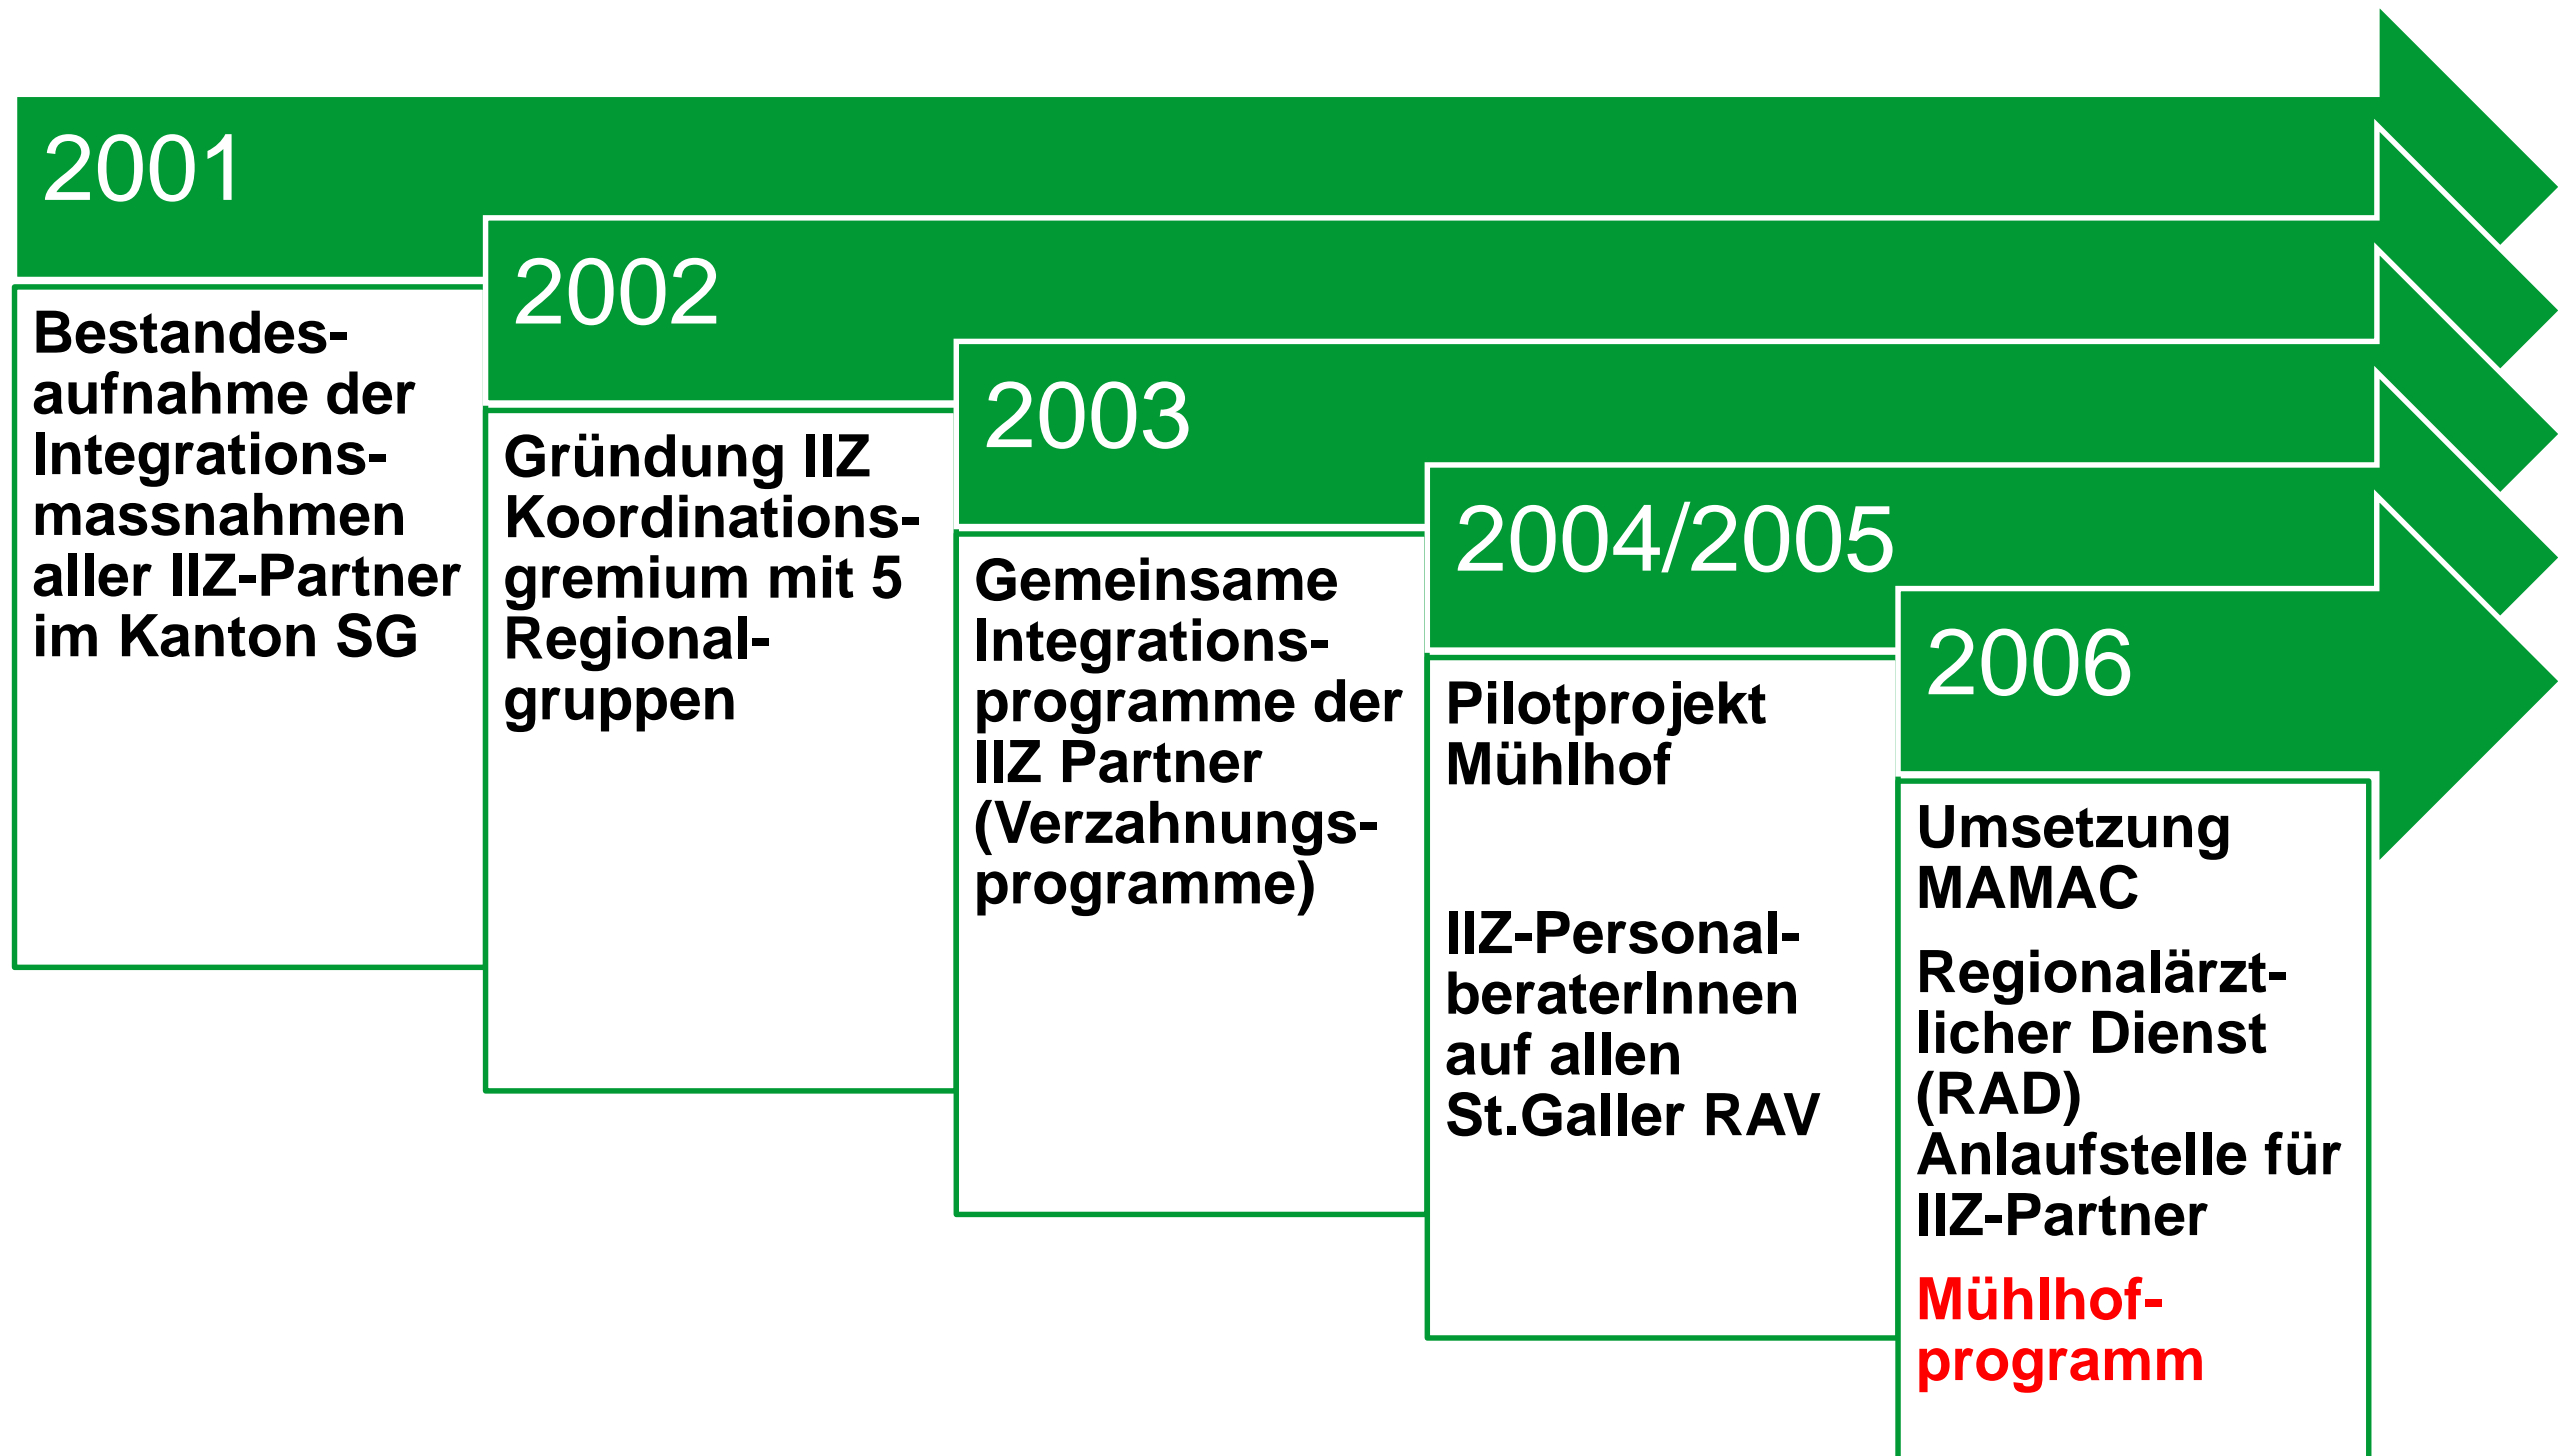 2001
Bestandes-
aufnahme der
Integrations-
massnahmen
aller IIZ-Partner
im Kanton SG
2002
Gründung IIZ
Koordinations-
gremium mit 5
Regional-
gruppen
2003
Gemeinsame
Integrations-
programme der
IIZ Partner
(Verzahnungs-
programme)
2004/2005
Pilotprojekt
Mühlhof
IIZ-Personal-
beraterInnen
auf allen
St.Galler RAV
2006
Umsetzung
MAMAC
Regionalärzt-
licher Dienst
(RAD)
Anlaufstelle für
IIZ-Partner
Mühlhof-
programm